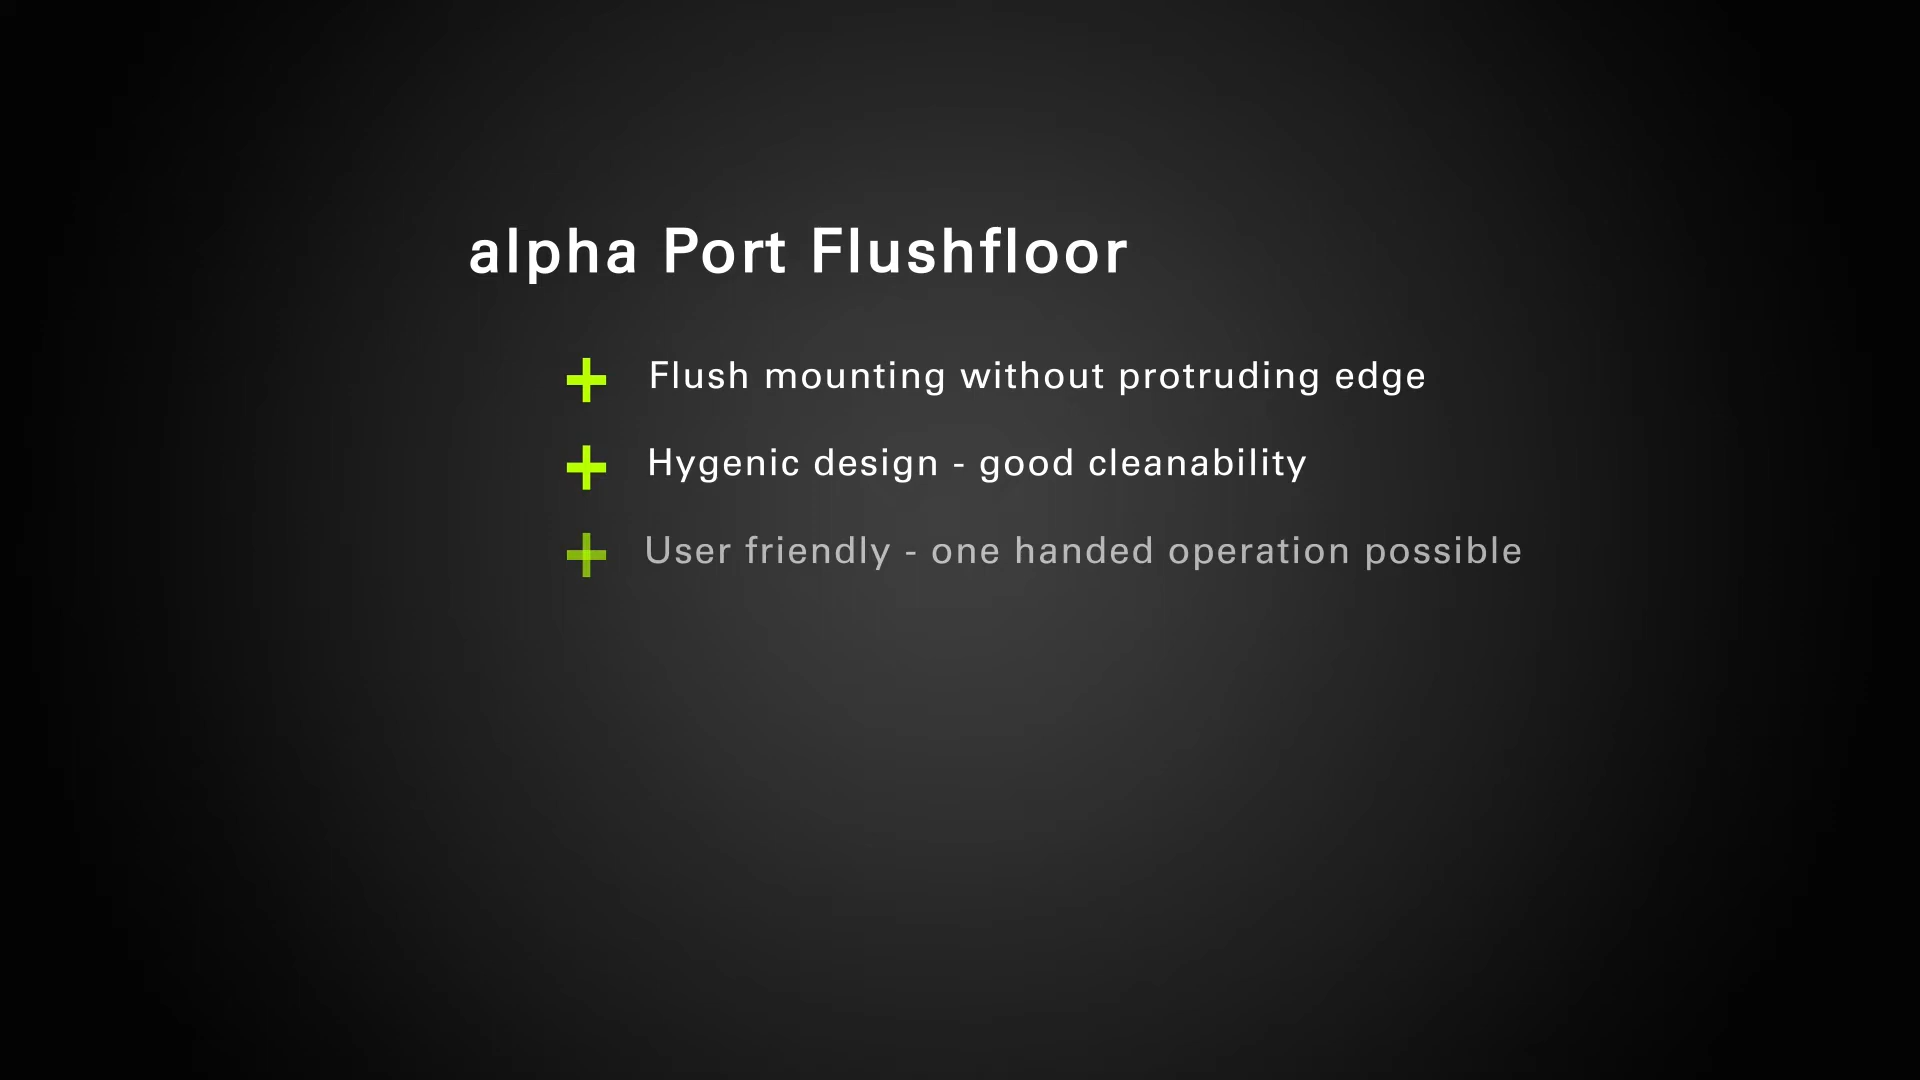 alpha Port Flushfloor
+ Flush mounting without protruding edge
+ Hygenic design - good cleanability
+ User friendly - one handed operation possible